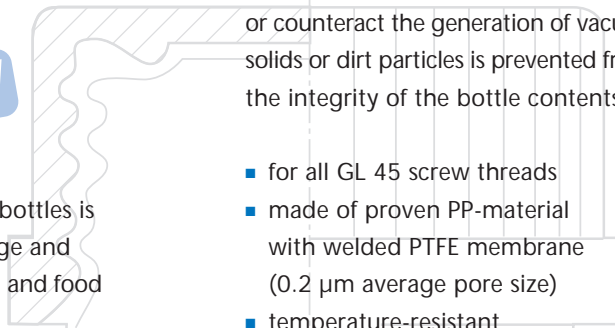 bottles is
ge and
and food
or counteract the generation of
solids or dirt particles is prevented
the integrity of the bottle contents
■ for all GL 45 screw threads
■ made of proven PP-material
with welded PTFE membrane
(0.2 µm average pore size)
■ temperature-resistant